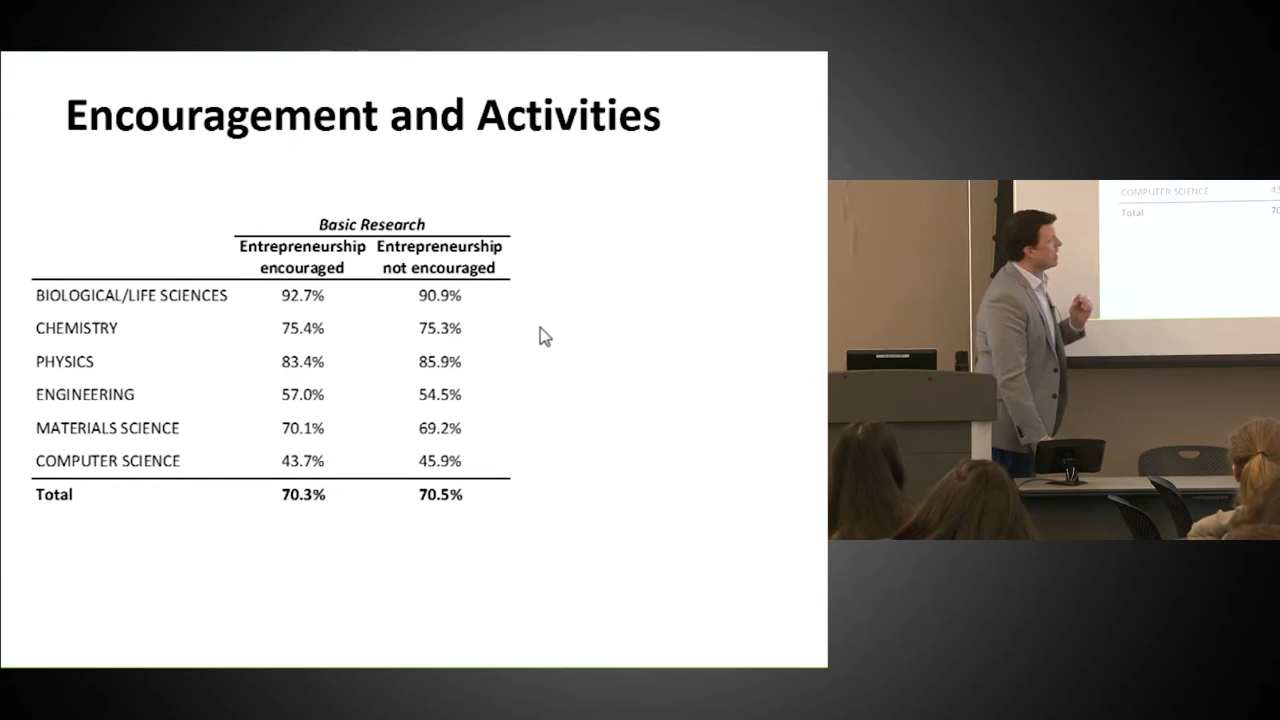 Encouragement and Activities
Basic Research
Entrepreneurship encouraged Entrepreneurship not encouraged
BIOLOGICAL/LIFE SCIENCES 92.7% 90.9%
CHEMISTRY 75.4% 75.3%
PHYSICS 83.4% 85.9%
ENGINEERING 57.0% 54.5%
MATERIALS SCIENCE 70.1% 69.2%
COMPUTER SCIENCE 43.7% 45.9%
Total 70.3% 70.5%
COMPUTER SCIENCE 43
Total 70